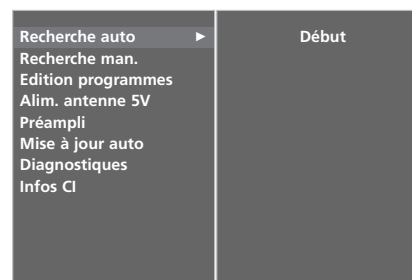 Recherche auto ► Début
Recherche man.
Edition programmes
Alim. antenne 5V
Préampli
Mise à jour auto
Diagnostiques
Infos CI